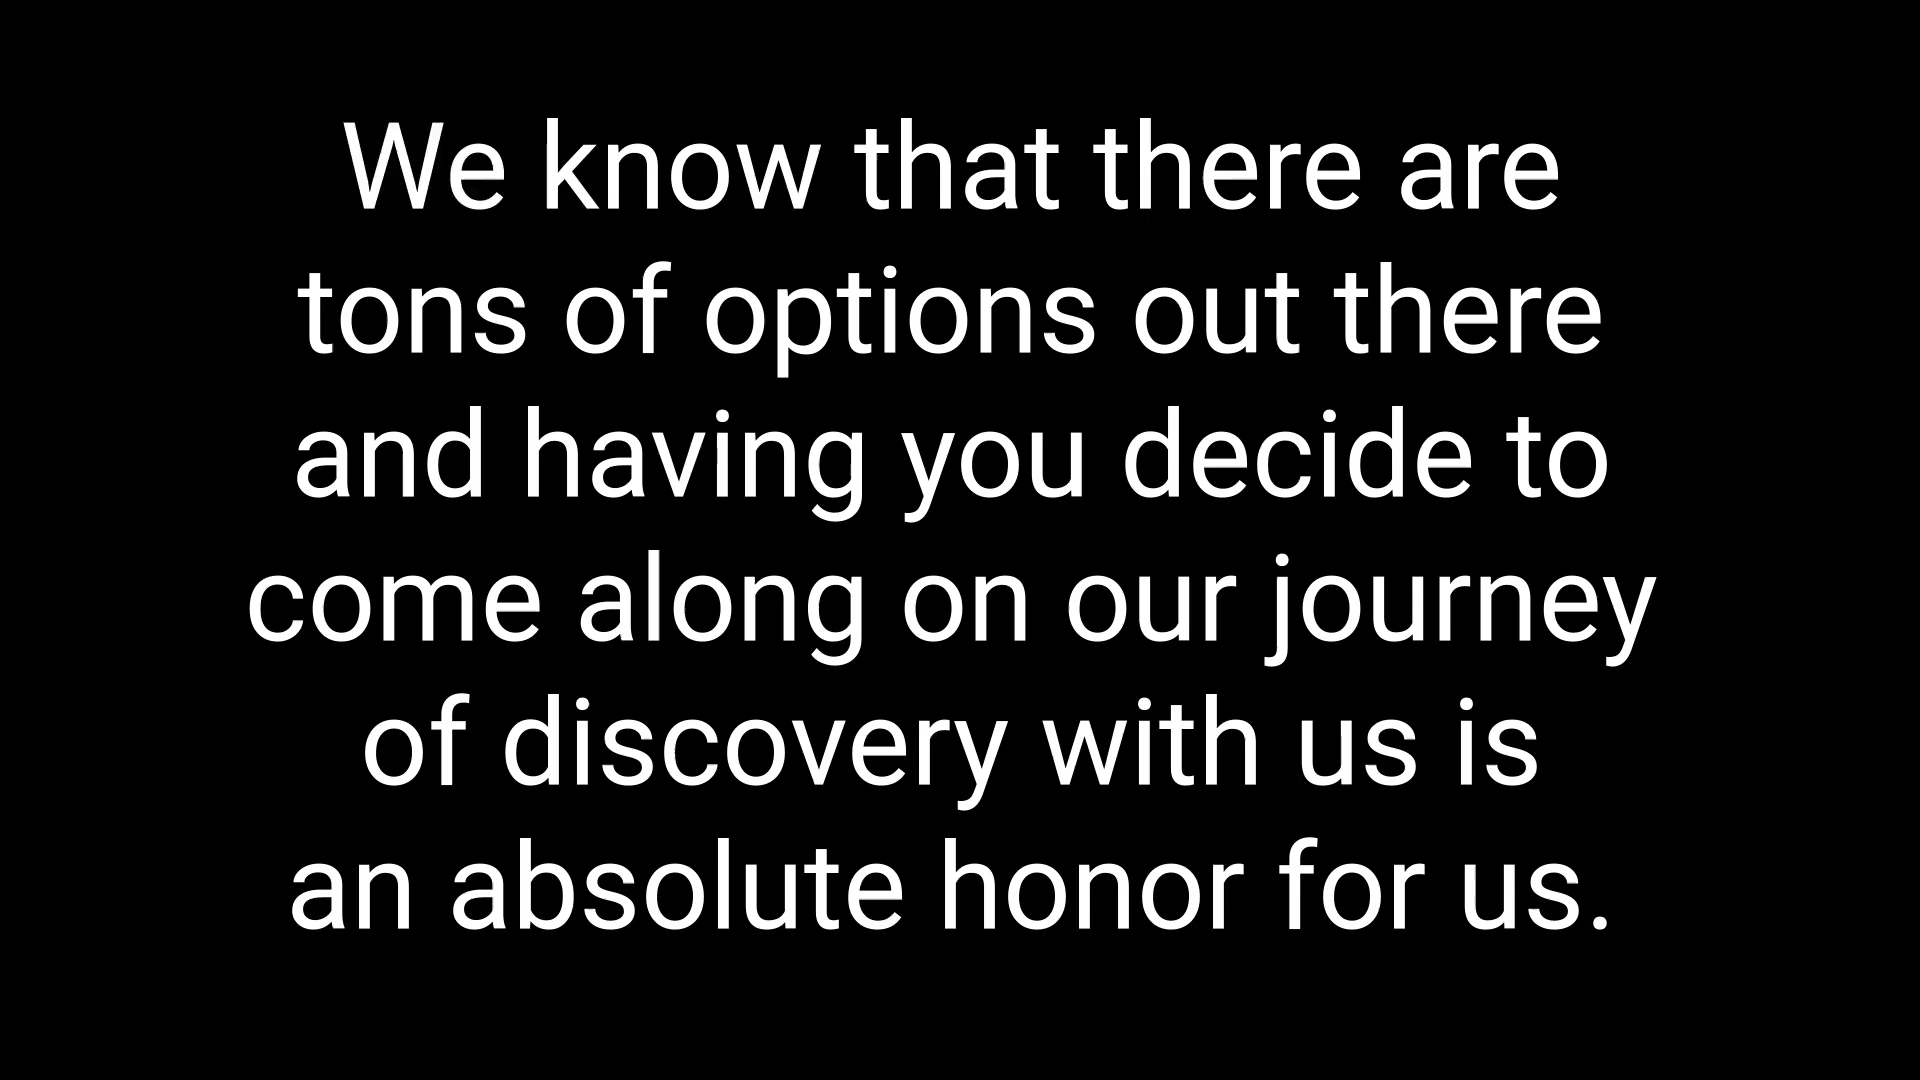 We know that there are
tons of options out there
and having you decide to
come along on our journey
of discovery with us is
an absolute honor for us.